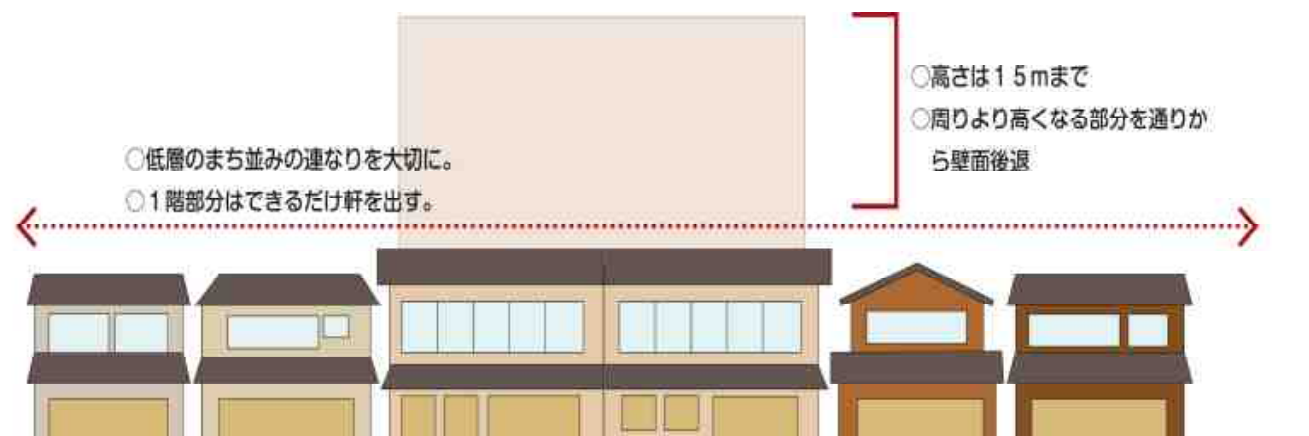 ○高さは１５ｍまで
○周りより高くなる部分を通りか
ら壁面後退
○低層のまち並みの連なりを大切に。
○１階部分はできるだけ軒を出す。